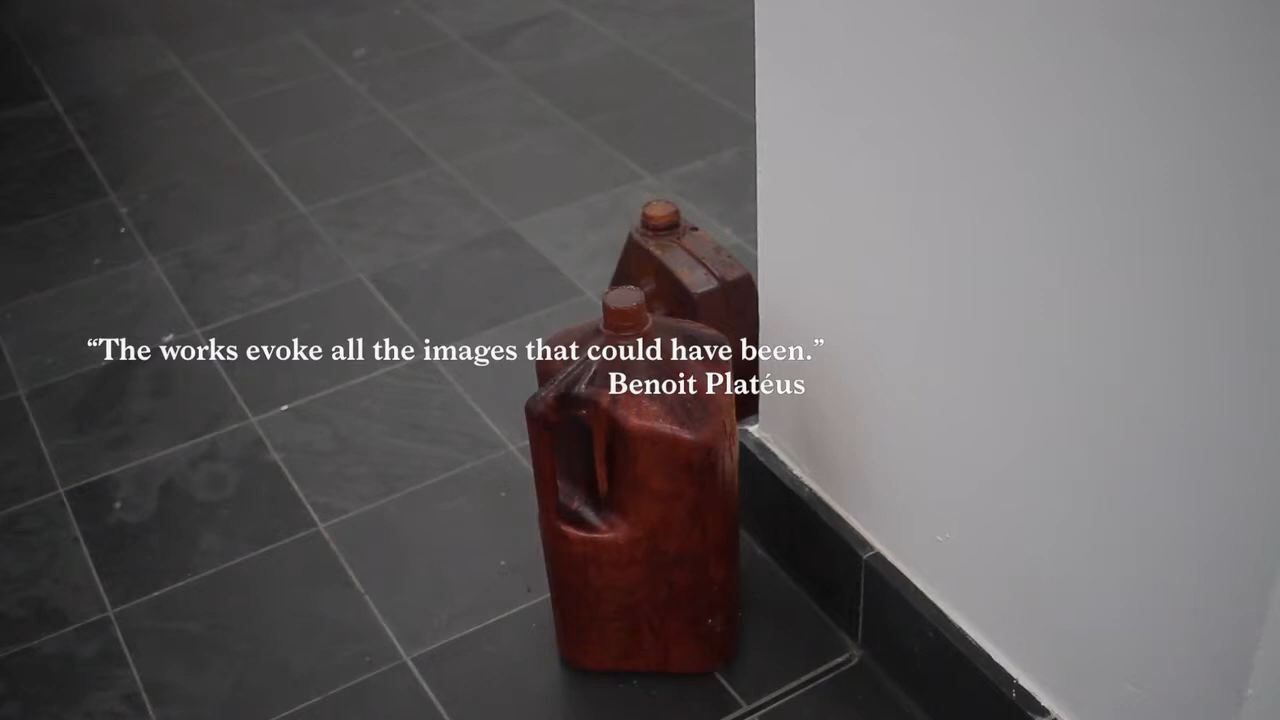 “The works evoke all the images that could have been.”
Benoit Platéus